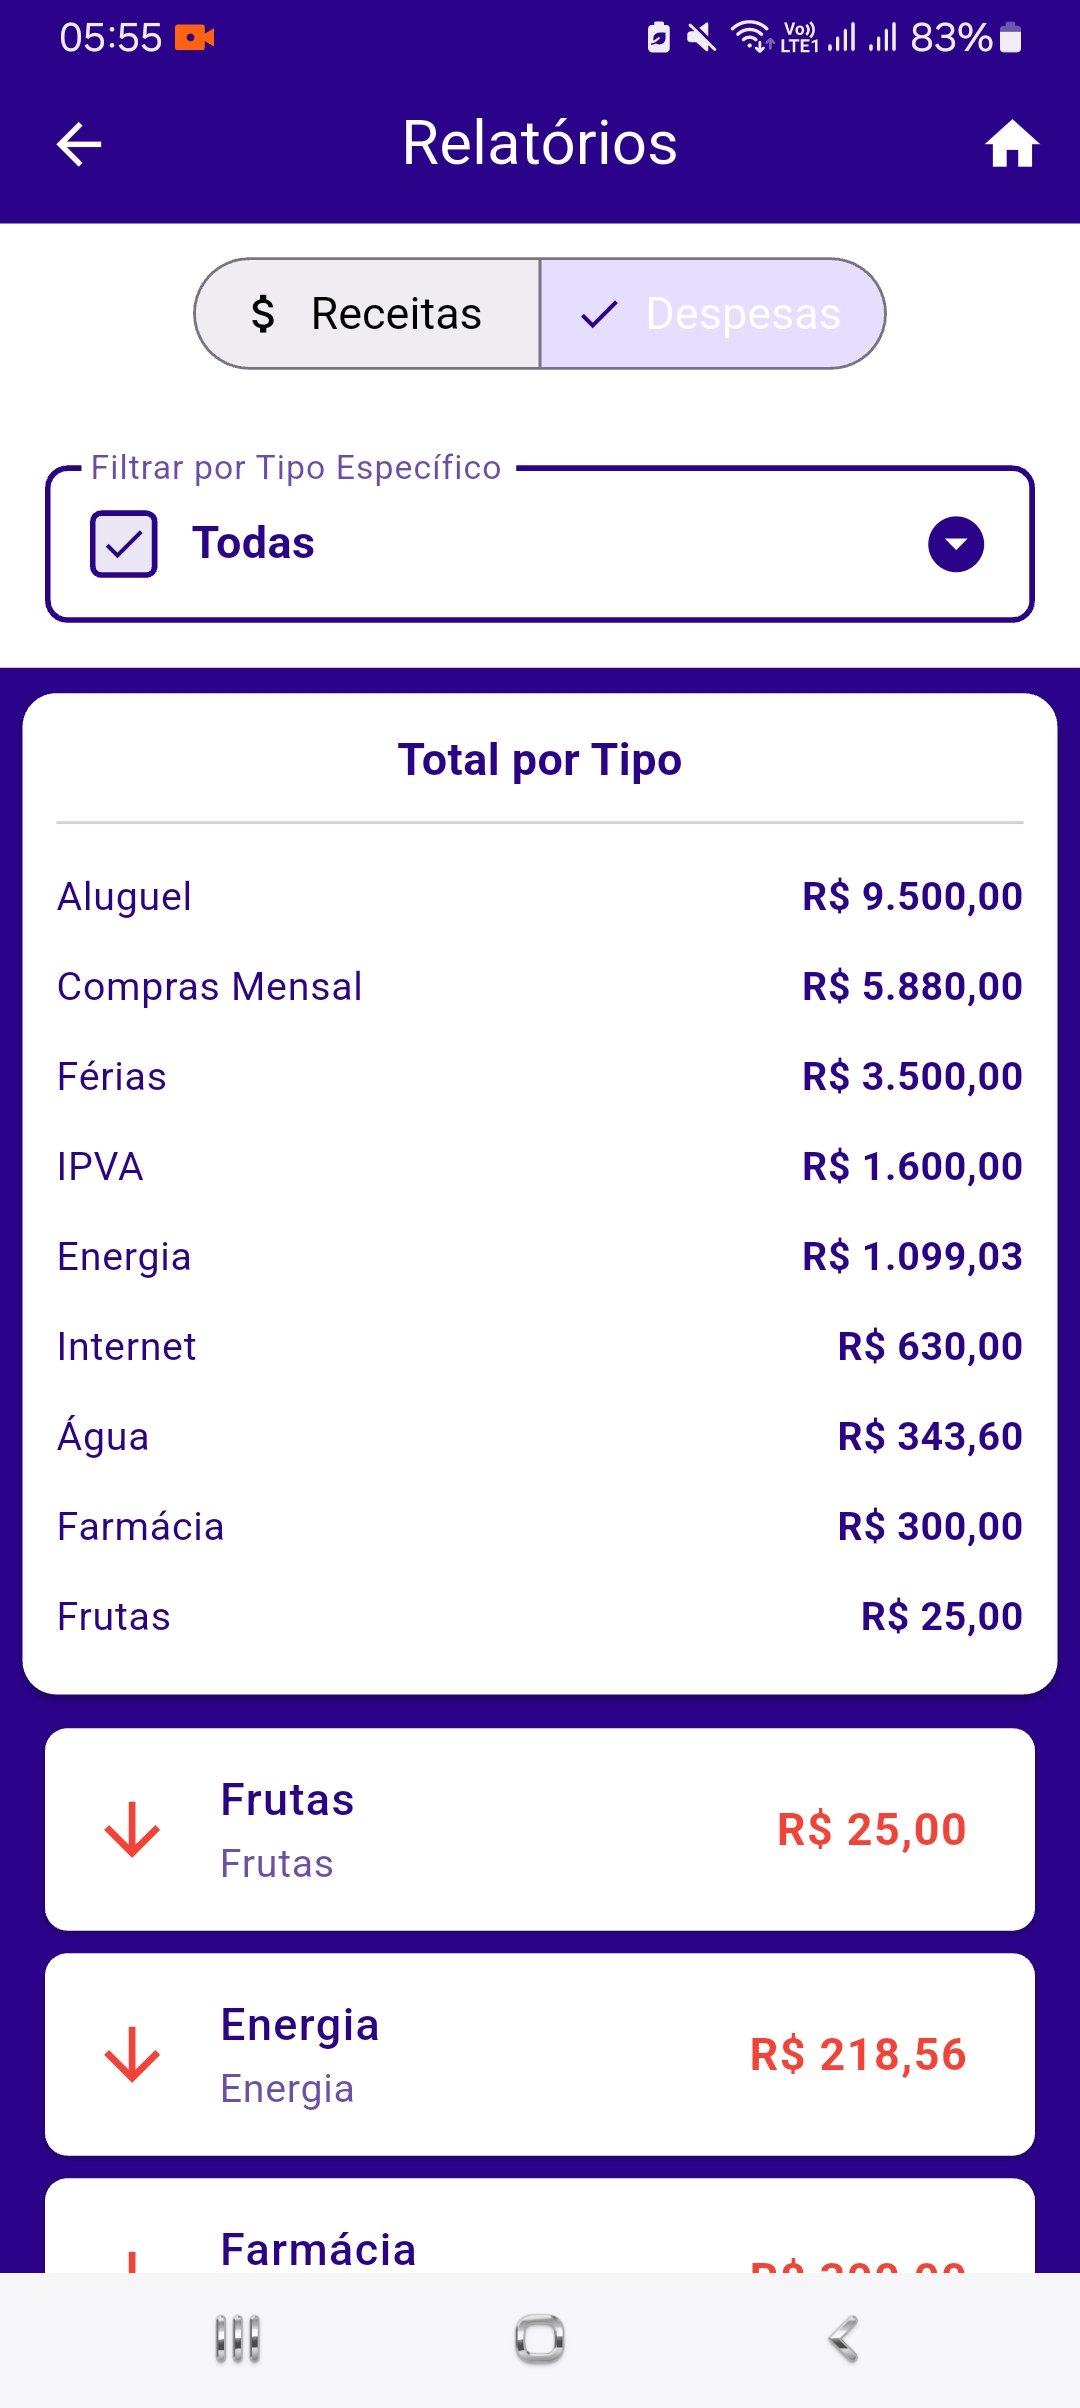 05:55
Vo)) LTE1 83%
Relatórios
$ Receitas
Despesas
Filtrar por Tipo Específico
Todas
Total por Tipo
Aluguel R$ 9.500,00
Compras Mensal R$ 5.880,00
Férias R$ 3.500,00
IPVA R$ 1.600,00
Energia R$ 1.099,03
Internet R$ 630,00
Água R$ 343,60
Farmácia R$ 300,00
Frutas R$ 25,00
Frutas
Frutas
R$ 25,00
Energia
Energia
R$ 218,56
Farmácia